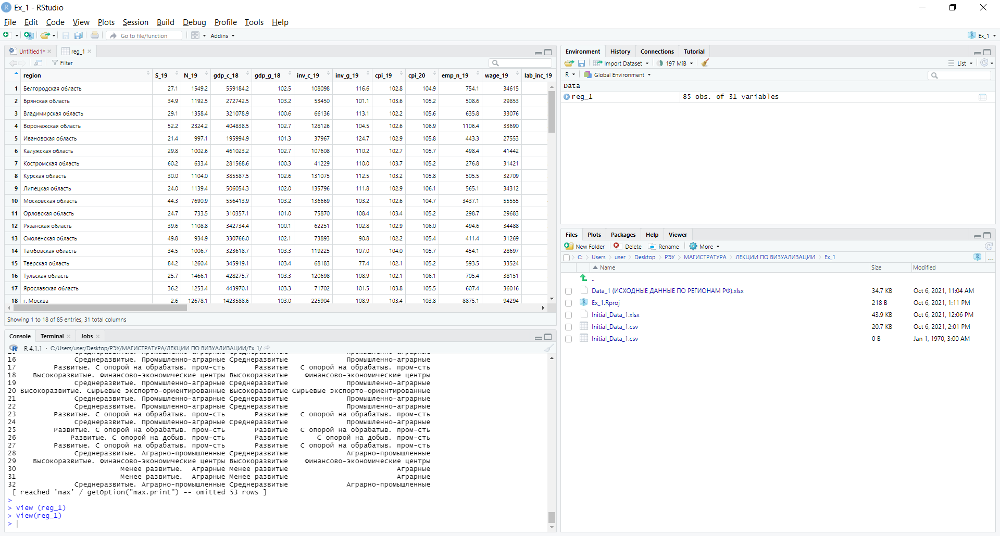 Ex_1 - RStudio
File Edit Code View Plots Session Build Debug Profile Tools Help
Go to file/function Addins Ex_1
Untitled1* reg_1
Filter
region S_19 N_19 gdp_c_18 gdp_g_18 inv_c_19 inv_g_19 cpi_19 cpi_20 emp_n_19 wage_19 lab_inc_19
1 Белгородская область 27.1 1549.2 559184.2 102.5 108098 116.6 102.8 104.9 754.1 34615
2 Брянская область 34.9 1192.5 272742.5 103.2 53450 101.1 103.6 105.2 508.6 29853
3 Владимирская область 29.1 1358.4 321078.9 100.6 66136 113.1 102.2 105.6 635.8 33076
4 Воронежская область 52.2 2324.2 404838.5 102.7 128126 104.5 102.6 106.9 1106.4 33690
5 Ивановская область 21.4 997.1 195994.9 101.3 37967 124.7 102.9 105.8 443.3 27553
6 Калужская область 29.8 1002.6 461023.2 102.7 107608 110.2 102.7 105.7 498.4 41442
7 Костромская область 60.2 633.4 281568.6 100.3 41229 110.0 103.7 105.2 276.8 31421
8 Курская область 30.0 1104.0 385587.5 102.6 131075 112.5 103.2 105.8 505.5 32709
9 Липецкая область 24.0 1139.4 506054.3 102.0 135796 111.8 102.9 106.1 565.1 34312
10 Московская область 44.3 7690.9 556413.9 103.2 136669 103.2 102.6 104.7 3437.1 55555
11 Орловская область 24.7 733.5 310357.1 101.0 75870 108.4 103.4 105.2 298.7 29683
12 Рязанская область 39.6 1108.8 342734.4 100.1 62251 102.8 102.9 106.0 494.6 34488
13 Смоленская область 49.8 934.9 330766.0 102.1 73893 90.8 102.2 105.4 411.4 31269
14 Тамбовская область 34.5 1006.7 323618.7 103.3 119225 107.0 104.0 105.7 454.1 28697
15 Тверская область 84.2 1260.4 345919.1 103.4 68183 77.4 102.1 105.2 593.5 33524
16 Тульская область 25.7 1466.1 428275.7 103.3 120698 108.9 102.1 106.1 705.4 38151
17 Ярославская область 36.2 1253.4 443970.1 103.3 71702 101.5 103.8 105.5 607.4 36016
18 г. Москва 2.6 12678.1 1423588.6 103.0 225904 108.9 103.4 103.8 8875.1 94294
Showing 1 to 18 of 85 entries, 31 total columns
Console Terminal Jobs
R 4.1.1 · C:/Users/user/Desktop/РЭУ/МАГИСТРАТУРА/ЛЕКЦИИ ПО ВИЗУАЛИЗАЦИИ/Ex_1/
16 Среднеразвитые. Промышленно-аграрные Среднеразвитые Промышленно-аграрные
17 Развитые. С опорой на обрабатыв. пром-сть Развитые С опорой на обрабатыв. пром-сть
18 Высокоразвитые. Финансово-экономические центры Высокоразвитые Финансово-экономические центры
19 Среднеразвитые. Промышленно-аграрные Среднеразвитые Промышленно-аграрные
20 Высокоразвитые. Сырьевые экспорто-ориентированные Высокоразвитые Сырьевые экспорто-ориентированные
21 Среднеразвитые. Промышленно-аграрные Среднеразвитые Промышленно-аграрные
22 Среднеразвитые. Промышленно-аграрные Среднеразвитые Промышленно-аграрные
23 Развитые. С опорой на обрабатыв. пром-сть Развитые С опорой на обрабатыв. пром-сть
24 Среднеразвитые. Промышленно-аграрные Среднеразвитые Промышленно-аграрные
25 Развитые. С опорой на обрабатыв. пром-сть Развитые С опорой на обрабатыв. пром-сть
26 Развитые. С опорой на добыв. пром-сть Развитые С опорой на добыв. пром-сть
27 Развитые. С опорой на обрабатыв. пром-сть Развитые С опорой на обрабатыв. пром-сть
28 Среднеразвитые. Аграрно-промышленные Среднеразвитые Аграрно-промышленные
29 Высокоразвитые. Финансово-экономические центры Высокоразвитые Финансово-экономические центры
30 Менее развитые. Аграрные Менее развитые Аграрные
31 Менее развитые. Аграрные Менее развитые Аграрные
32 Среднеразвитые. Аграрно-промышленные Среднеразвитые Аграрно-промышленные
[ reached 'max' / getOption("max.print") -- omitted 53 rows ]
>
> View (reg_1)
> View(reg_1)
>
Environment History Connections Tutorial
Import Dataset 197 MiB List
R Global Environment
Data
reg_1 85 obs. of 31 variables
Files Plots Packages Help Viewer
New Folder Delete Rename More
C: Users user Desktop РЭУ МАГИСТРАТУРА ЛЕКЦИИ ПО ВИЗУАЛИЗАЦИИ Ex_1 ...
Name Size Modified
..
Data_1 (ИСХОДНЫЕ ДАННЫЕ ПО РЕГИОНАМ РФ).xlsx 34.7 KB Oct 6, 2021, 11:04 AM
Ex_1.Rproj 218 B Oct 6, 2021, 1:11 PM
Initial_Data_1.xlsx 43.9 KB Oct 6, 2021, 12:06 PM
Initial_Data_1.csv 20.7 KB Oct 6, 2021, 2:01 PM
Initial_Data_1.csv 0 B Jan 1, 1970, 3:00 AM